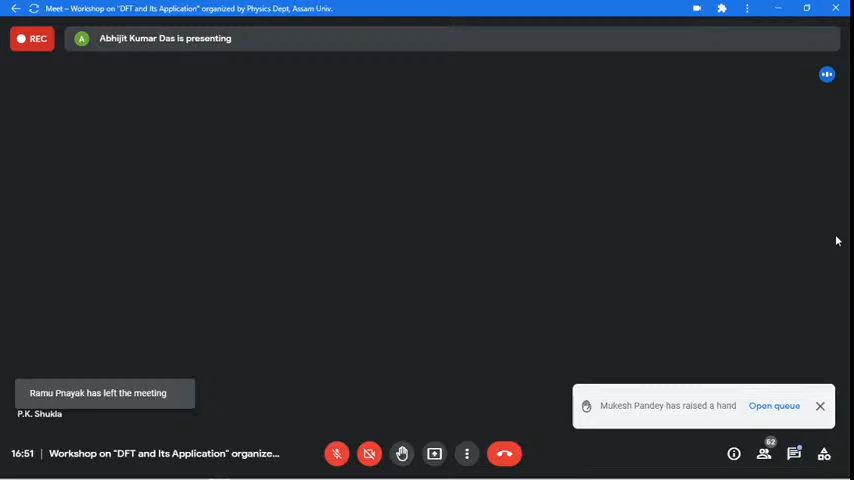 Meet – Workshop on "DFT and Its Application" organized by Physics Dept, Assam Univ.
REC
A
Abhijit Kumar Das is presenting
Ramu Pnayak has left the meeting
P.K. Shukla
Mukesh Pandey has raised a hand
Open queue
16:51 | Workshop on "DFT and Its Application" organize...
62